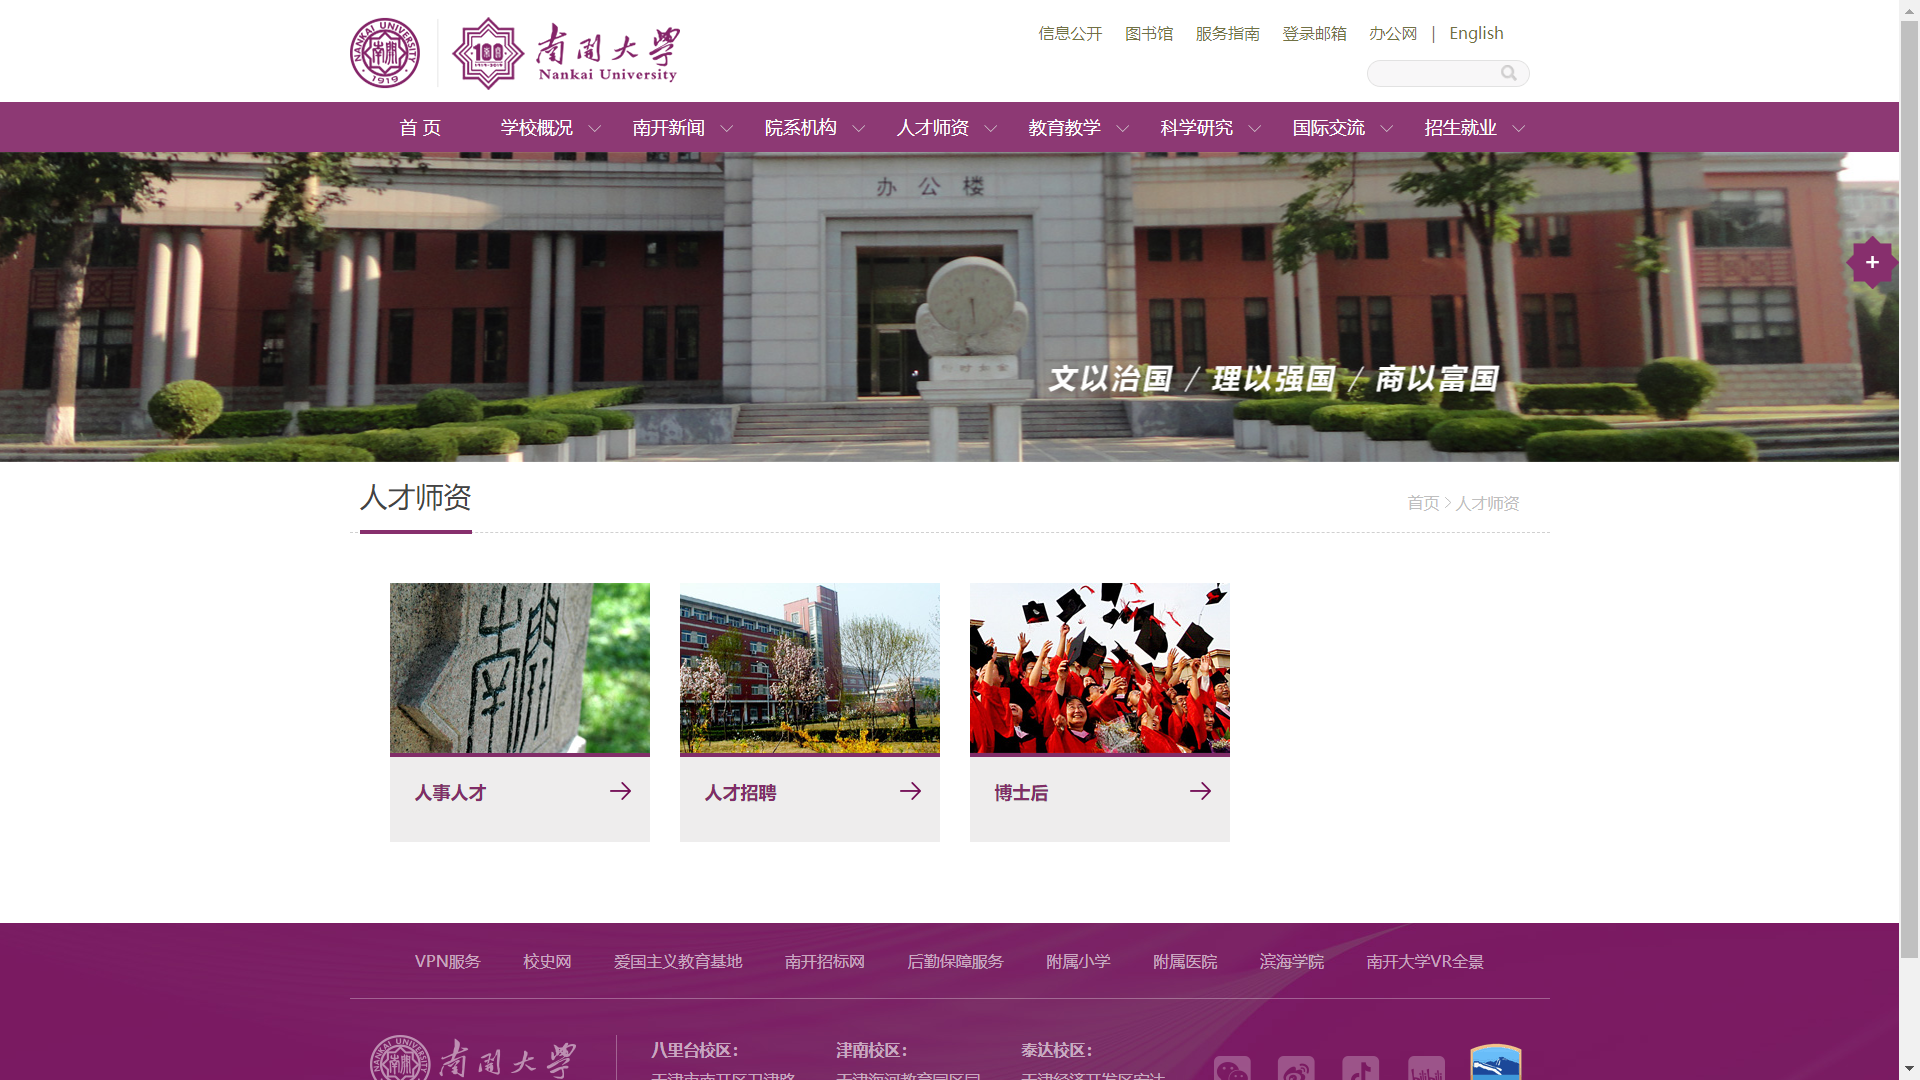 南开大学
Nankai University
信息公开 图书馆 服务指南 登录邮箱 办公网 | English
首 页 学校概况 南开新闻 院系机构 人才师资 教育教学 科学研究 国际交流 招生就业
办公楼
文以治国 / 理以强国 / 商以富国
人才师资
首页 > 人才师资
人事人才
人才招聘
博士后
VPN服务 校史网 爱国主义教育基地 南开招标网 后勤保障服务 附属小学 附属医院 滨海学院 南开大学VR全景
南开大学
八里台校区： 津南校区： 泰达校区：